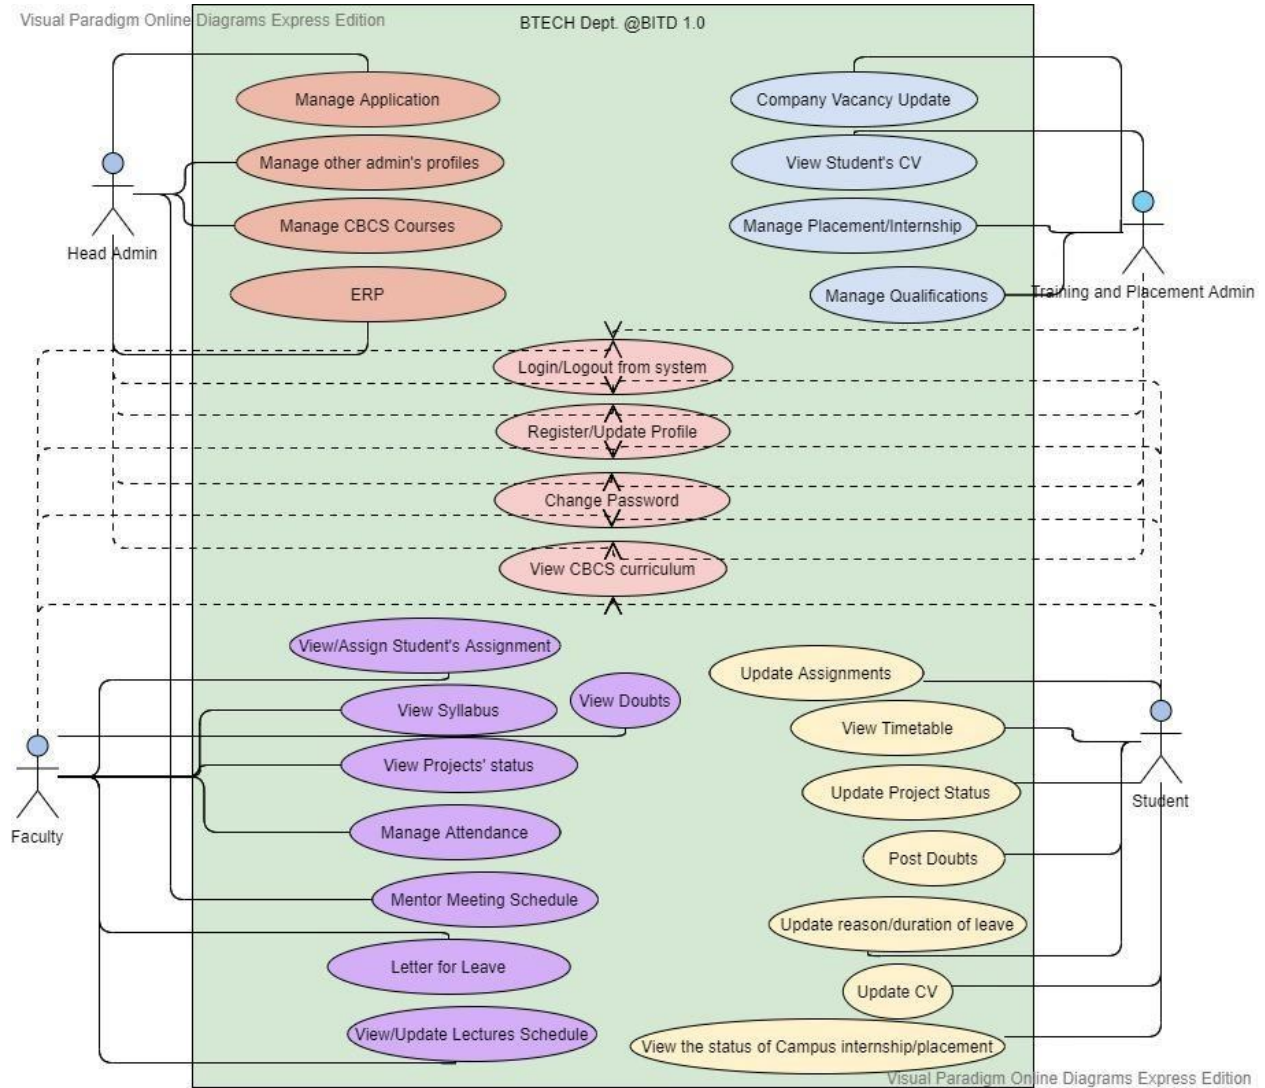 Visual Paradigm Online Diagrams Express Edition
BTECH Dept. @BITD 1.0
Manage Application
Company Vacancy Update
Manage other admin's profiles
View Student's CV
Manage CBCS Courses
Manage Placement/Internship
Head Admin
ERP
Manage Qualifications
Training and Placement Admin
Login/Logout from system
Register/Update Profile
Change Password
View CBCS curriculum
View/Assign Student's Assignment
Update Assignments
View Syllabus
View Doubts
View Timetable
View Projects' status
Update Project Status
Student
Faculty
Manage Attendance
Post Doubts
Mentor Meeting Schedule
Update reason/duration of leave
Letter for Leave
Update CV
View/Update Lectures Schedule
View the status of Campus internship/placement
Visual Paradigm Online Diagrams Express Edition